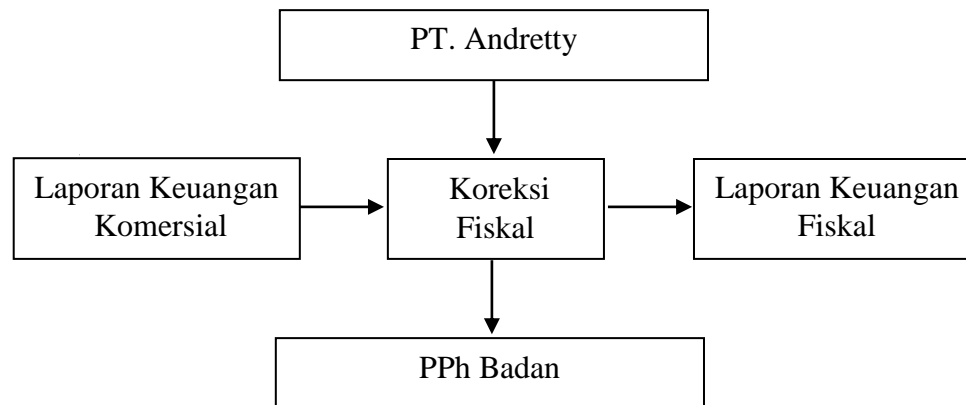 PT. Andretty
Laporan Keuangan
Komersial
Koreksi
Fiskal
Laporan Keuangan
Fiskal
PPh Badan